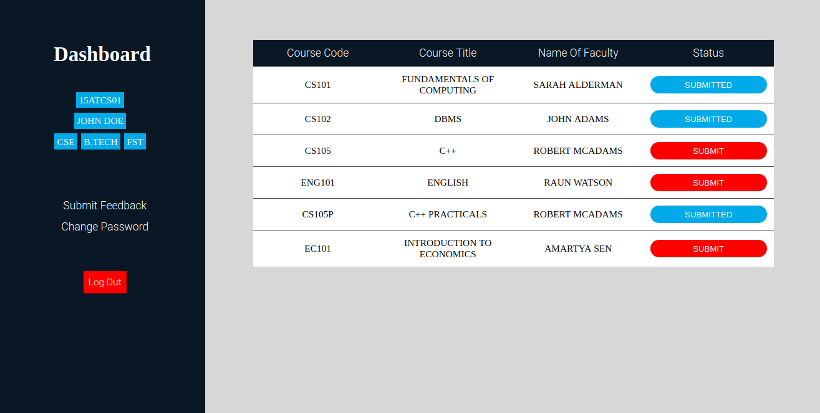 Dashboard
15ATCS01
JOHN DOE
CSE B.TECH FST
Submit Feedback
Change Password
Log Out
Course Code Course Title Name Of Faculty Status
CS101 FUNDAMENTALS OF COMPUTING SARAH ALDERMAN SUBMITTED
CS102 DBMS JOHN ADAMS SUBMITTED
CS105 C++ ROBERT MCADAMS SUBMIT
ENG101 ENGLISH RAUN WATSON SUBMIT
CS105P C++ PRACTICALS ROBERT MCADAMS SUBMITTED
EC101 INTRODUCTION TO ECONOMICS AMARTYA SEN SUBMIT